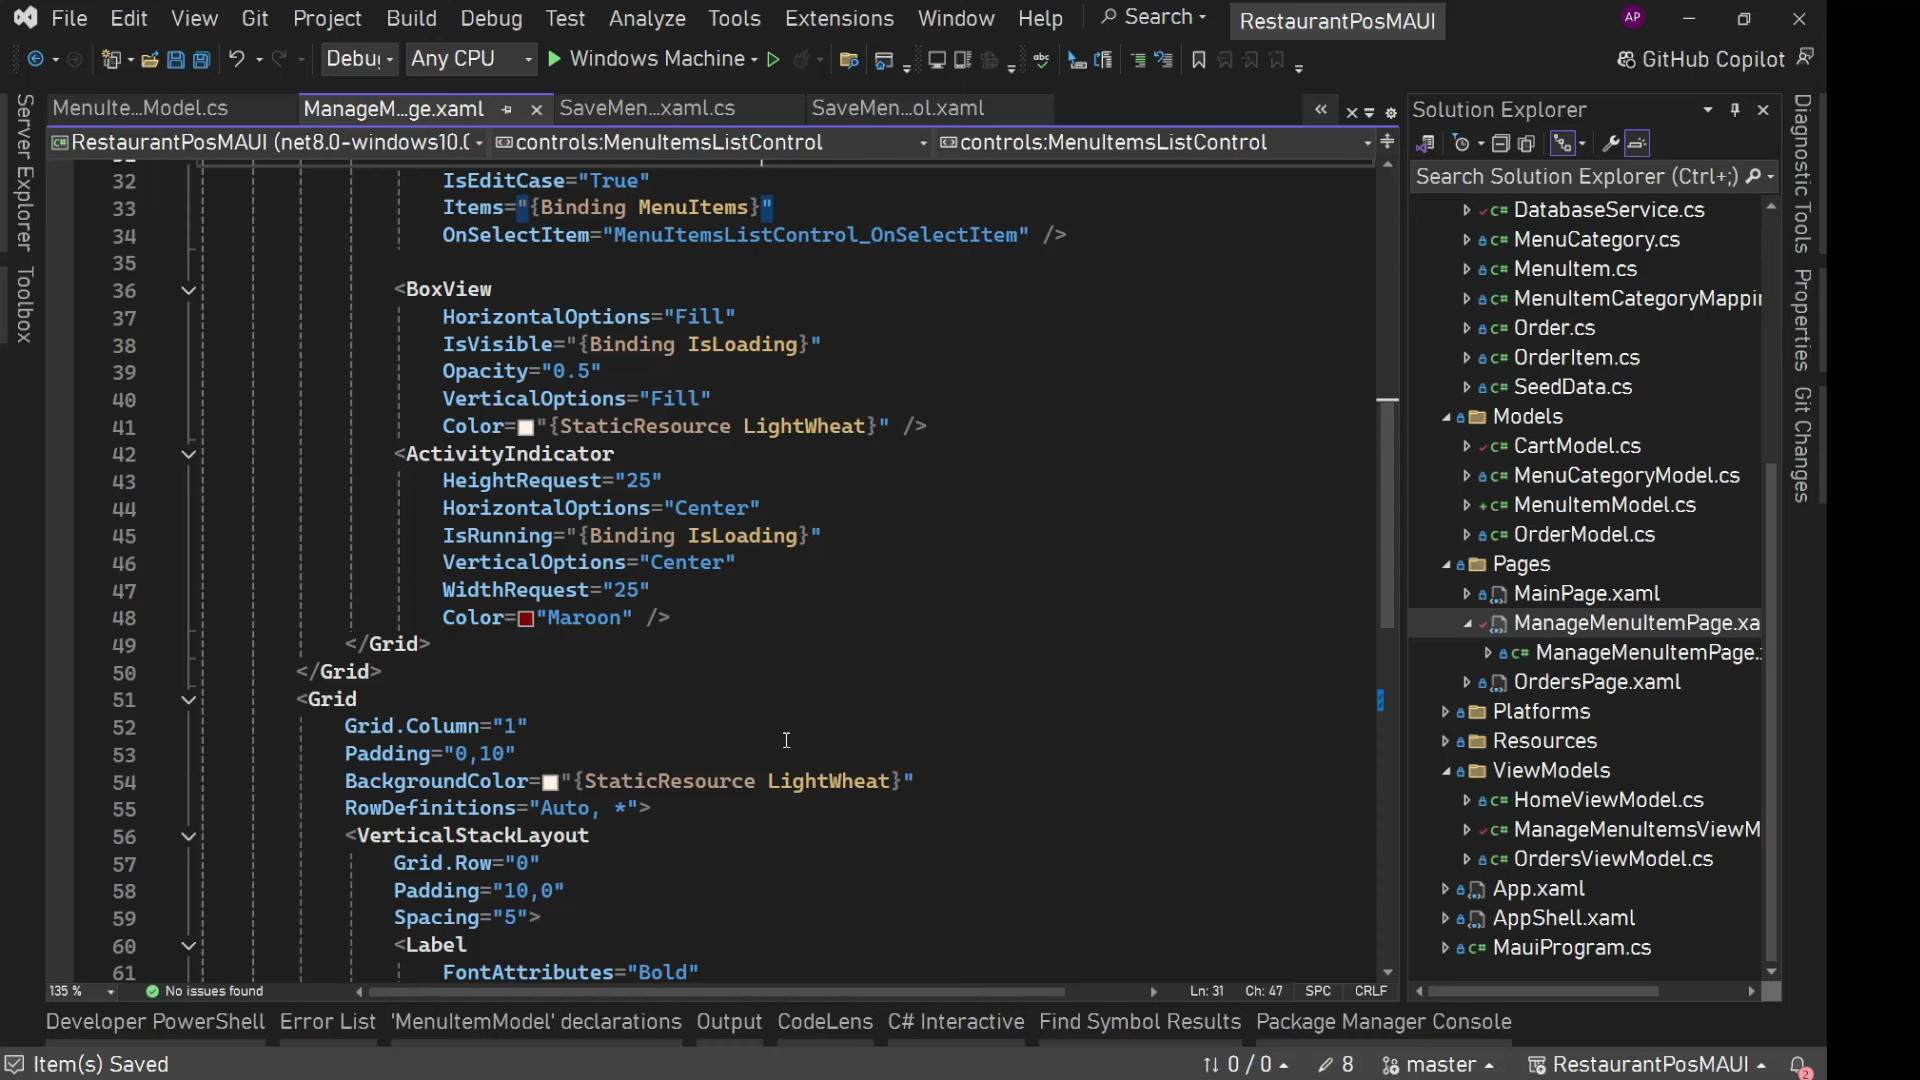 File Edit View Git Project Build Debug Test Analyze Tools Extensions Window Help Search RestaurantPosMAUI AP
Debu Any CPU Windows Machine GitHub Copilot
MenuIte...Model.cs ManageM...ge.xaml SaveMen...xaml.cs SaveMen...ol.xaml
RestaurantPosMAUI (net8.0-windows10.0 controls:MenuItemsListControl controls:MenuItemsListControl
32 IsEditCase="True"
33 Items="{Binding MenuItems}"
34 OnSelectItem="MenuItemsListControl_OnSelectItem" />
35
36 <BoxView
37 HorizontalOptions="Fill"
38 IsVisible="{Binding IsLoading}"
39 Opacity="0.5"
40 VerticalOptions="Fill"
41 Color="{StaticResource LightWheat}" />
42 <ActivityIndicator
43 HeightRequest="25"
44 HorizontalOptions="Center"
45 IsRunning="{Binding IsLoading}"
46 VerticalOptions="Center"
47 WidthRequest="25"
48 Color="Maroon" />
49 </Grid>
50 </Grid>
51 <Grid
52 Grid.Column="1"
53 Padding="0,10"
54 BackgroundColor="{StaticResource LightWheat}"
55 RowDefinitions="Auto, *">
56 <VerticalStackLayout
57 Grid.Row="0"
58 Padding="10,0"
59 Spacing="5">
60 <Label
61 FontAttributes="Bold"
135 % No issues found Ln: 31 Ch: 47 SPC CRLF
Server Explorer
Toolbox
Solution Explorer
Search Solution Explorer (Ctrl+;)
DatabaseService.cs
MenuCategory.cs
MenuItem.cs
MenuItemCategoryMappin
Order.cs
OrderItem.cs
SeedData.cs
Models
CartModel.cs
MenuCategoryModel.cs
MenuItemModel.cs
OrderModel.cs
Pages
MainPage.xaml
ManageMenuItemPage.xa
ManageMenuItemPage.
OrdersPage.xaml
Platforms
Resources
ViewModels
HomeViewModel.cs
ManageMenuItemsViewM
OrdersViewModel.cs
App.xaml
AppShell.xaml
MauiProgram.cs
Diagnostic Tools
Properties
Git Changes
Developer PowerShell Error List 'MenuItemModel' declarations Output CodeLens C# Interactive Find Symbol Results Package Manager Console
Item(s) Saved 0 / 0 8 master RestaurantPosMAUI 2